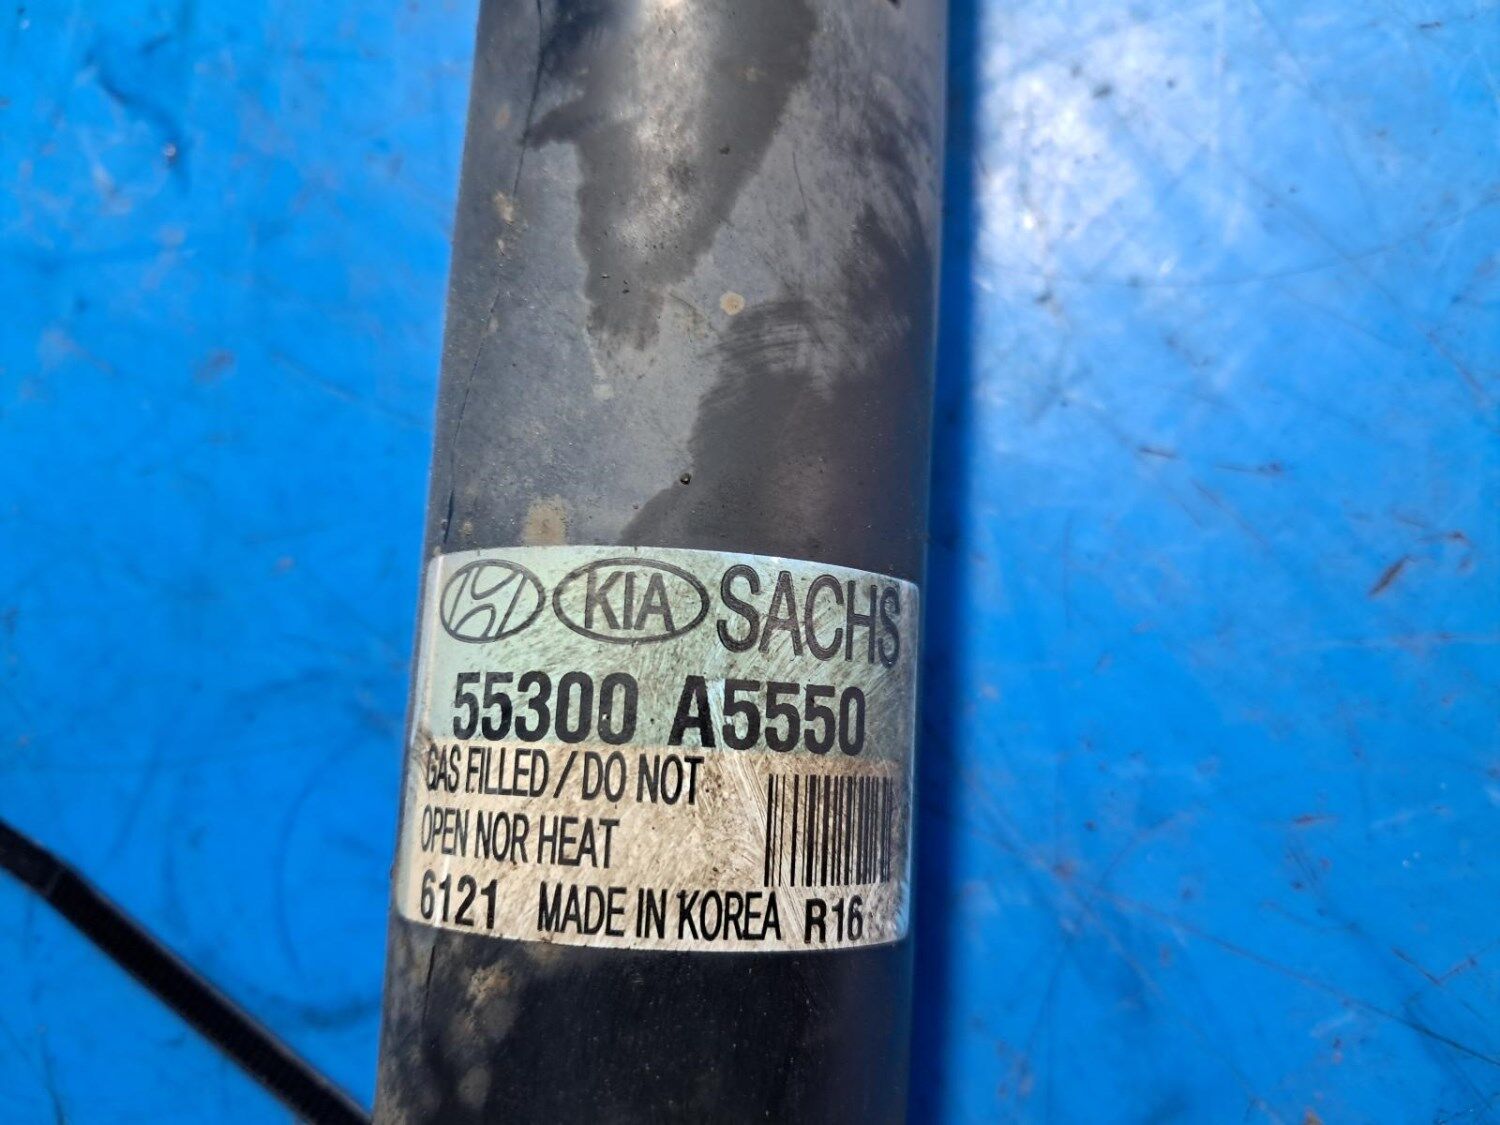 KIA SACHS
55300 A5550
GAS FILLED / DO NOT
OPEN NOR HEAT
6121 MADE IN KOREA R16